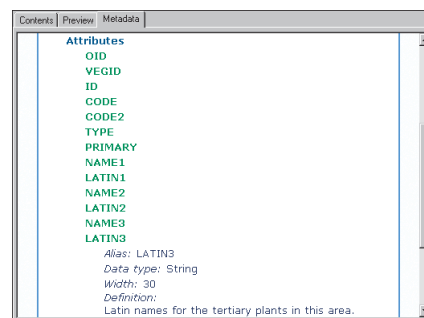 Contents Preview Metadata
Attributes
OID
VEGID
ID
CODE
CODE2
TYPE
PRIMARY
NAME1
LATIN1
NAME2
LATIN2
NAME3
LATIN3
Alias: LATIN3
Data type: String
Width: 30
Definition:
Latin names for the tertiary plants in this area.